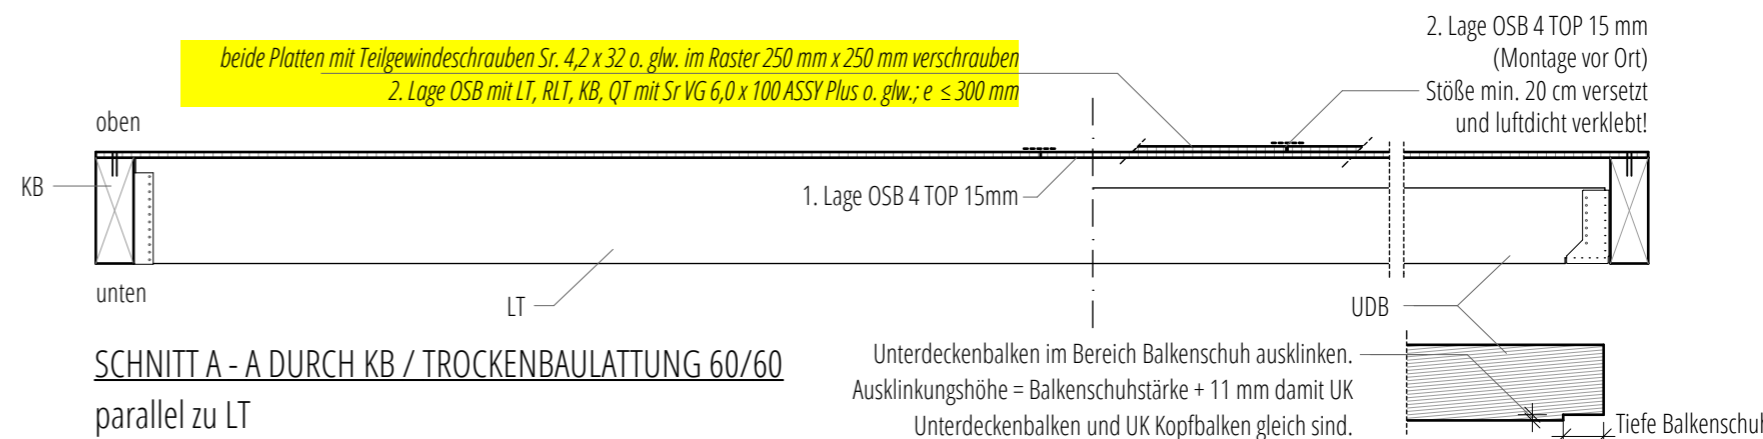 beide Platten mit Teilgewindeschrauben Sr. 4,2 x 32 o. glw. im Raster 250 mm x 250 mm verschrauben
2. Lage OSB mit LT, RLT, KB, QT mit Sr VG 6,0 x 100 ASSY Plus o. glw.; e ≤ 300 mm
2. Lage OSB 4 TOP 15 mm
(Montage vor Ort)
Stöße min. 20 cm versetzt
und luftdicht verklebt!
oben
KB
1. Lage OSB 4 TOP 15mm
unten
LT
UDB
SCHNITT A - A DURCH KB / TROCKENBAULATTUNG 60/60
parallel zu LT
Unterdeckenbalken im Bereich Balkenschuh ausklinken.
Ausklinkungshöhe = Balkenschuhstärke + 11 mm damit UK
Unterdeckenbalken und UK Kopfbalken gleich sind.
Tiefe Balkenschuh